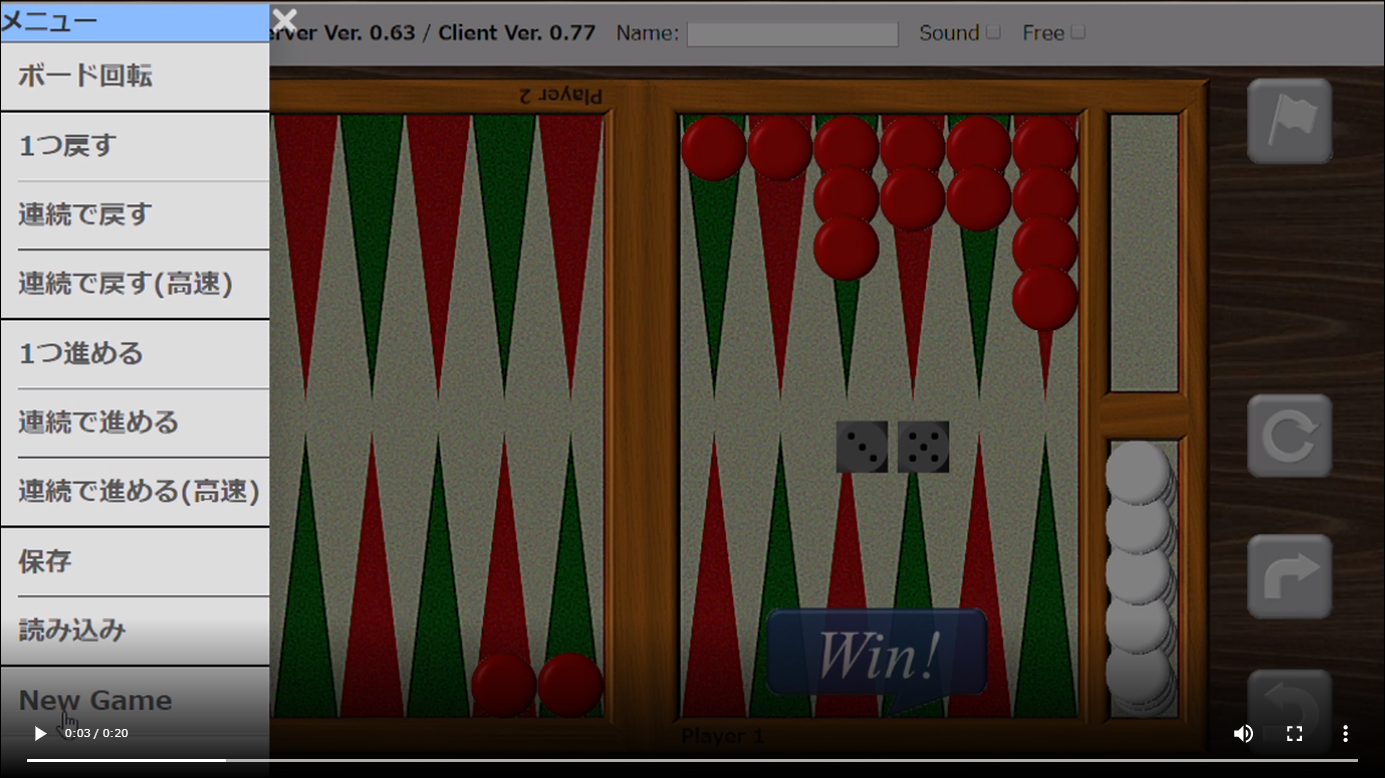 メニュー
erver Ver. 0.63 / Client Ver. 0.77 Name: Sound Free
ボード回転
Player 2
1つ戻す
連続で戻す
連続で戻す(高速)
1つ進める
連続で進める
連続で進める(高速)
保存
読み込み
Win!
New Game
0:03 / 0:20
Player 1